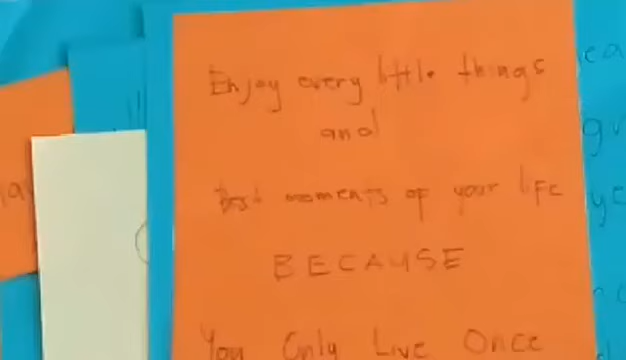 Enjoy every little things
and
Best moments of your life
BECAUSE
You Only Live Once